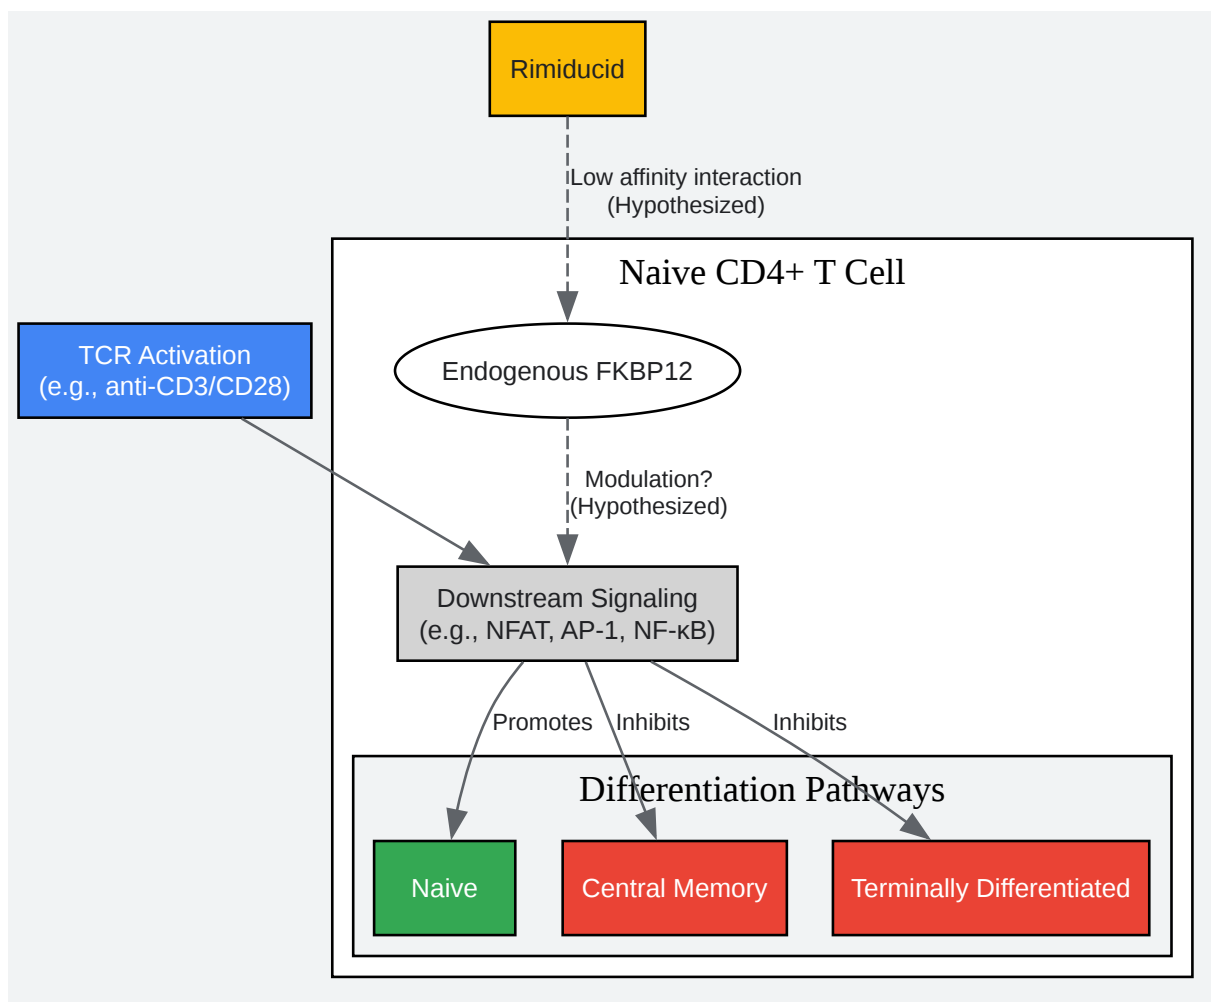 Rimiducid
Low affinity interaction
(Hypothesized)
Naive CD4+ T Cell
TCR Activation
(e.g., anti-CD3/CD28)
Endogenous FKBP12
Modulation?
(Hypothesized)
Downstream Signaling
(e.g., NFAT, AP-1, NF-κB)
Promotes
Inhibits
Inhibits
Differentiation Pathways
Naive
Central Memory
Terminally Differentiated